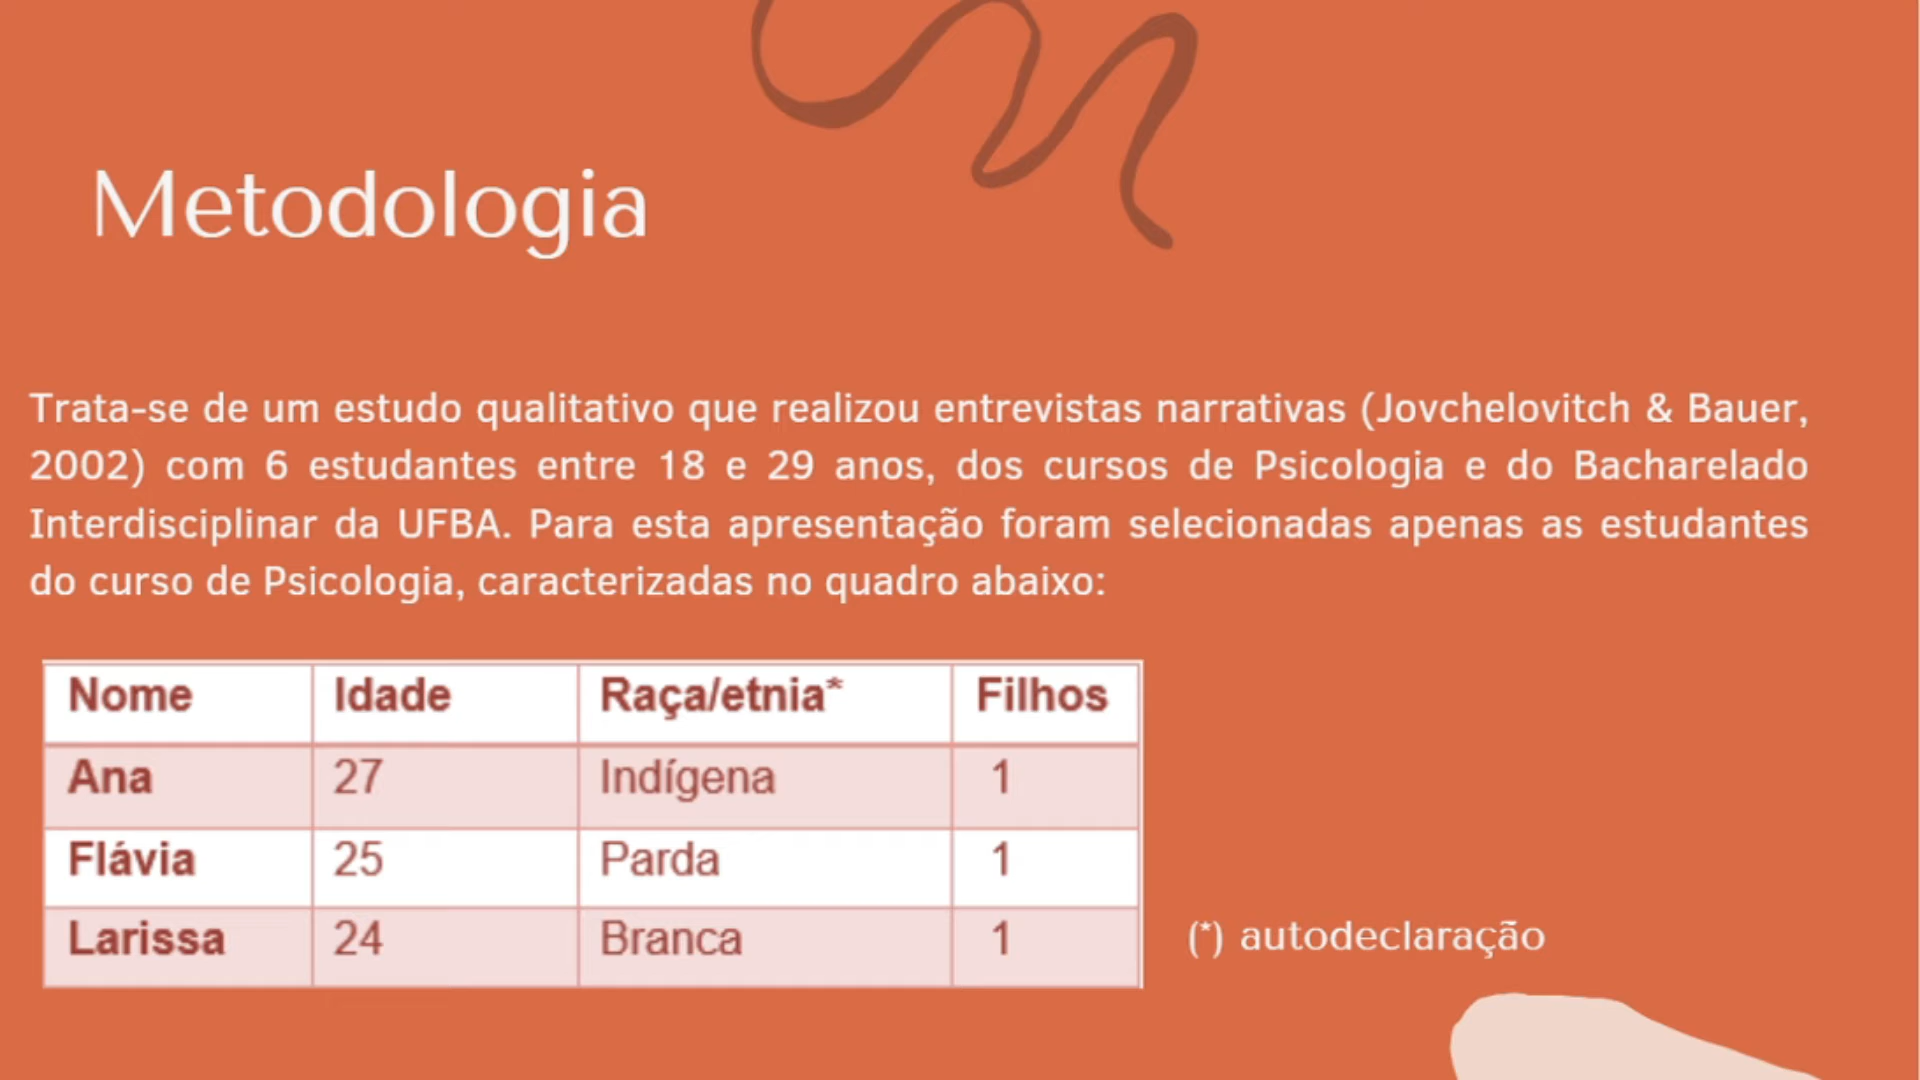 Metodologia
Trata-se de um estudo qualitativo que realizou entrevistas narrativas (Jovchelovitch & Bauer,
2002) com 6 estudantes entre 18 e 29 anos, dos cursos de Psicologia e do Bacharelado
Interdisciplinar da UFBA. Para esta apresentação foram selecionadas apenas as estudantes
do curso de Psicologia, caracterizadas no quadro abaixo:
Nome Idade Raça/etnia* Filhos
Ana 27 Indígena 1
Flávia 25 Parda 1
Larissa 24 Branca 1
(*) autodeclaração